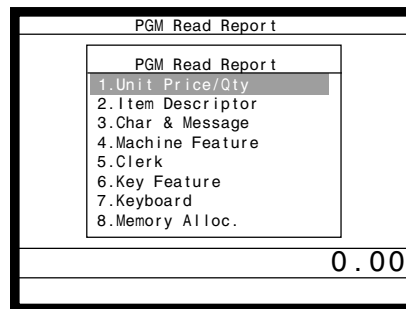 PGM Read Report
PGM Read Report
1.Unit Price/Qty
2.Item Descriptor
3.Char & Message
4.Machine Feature
5.Clerk
6.Key Feature
7.Keyboard
8.Memory Alloc.
0.00